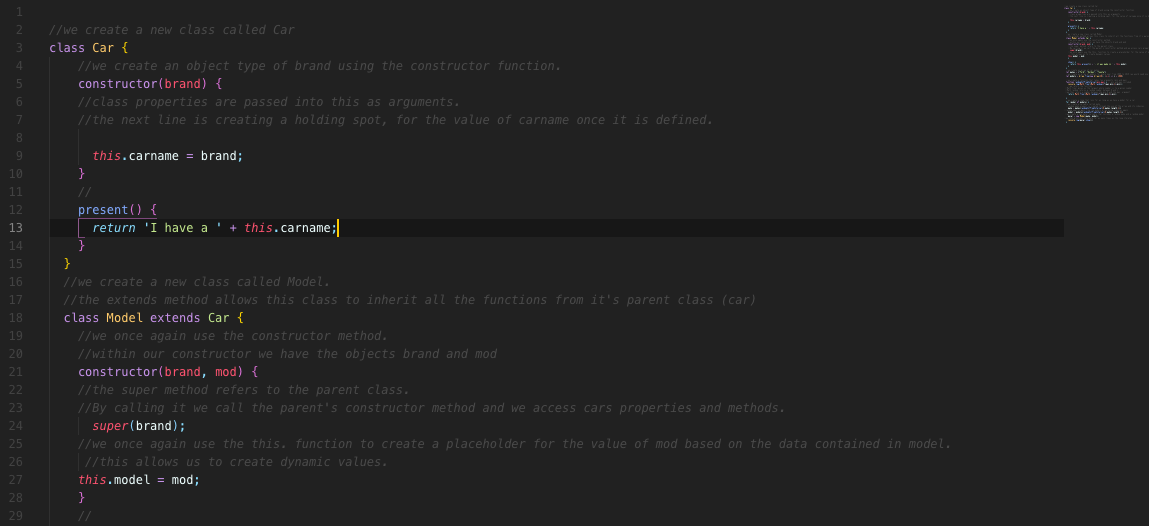 1
2 //we create a new class called Car
3 class Car {
4 //we create an object type of brand using the constructor function.
5 constructor(brand) {
6 //class properties are passed into this as arguments.
7 //the next line is creating a holding spot, for the value of carname once it is defined.
8
9 this.carname = brand;
10 }
11 //
12 present() {
13 return 'I have a ' + this.carname;
14 }
15 }
16 //we create a new class called Model.
17 //the extends method allows this class to inherit all the functions from it's parent class (car)
18 class Model extends Car {
19 //we once again use the constructor method.
20 //within our constructor we have the objects brand and mod
21 constructor(brand, mod) {
22 //the super method refers to the parent class.
23 //By calling it we call the parent's constructor method and we access cars properties and methods.
24 super(brand);
25 //we once again use the this. function to create a placeholder for the value of mod based on the data contained in model.
26 //this allows us to create dynamic values.
27 this.model = mod;
28 }
29 //